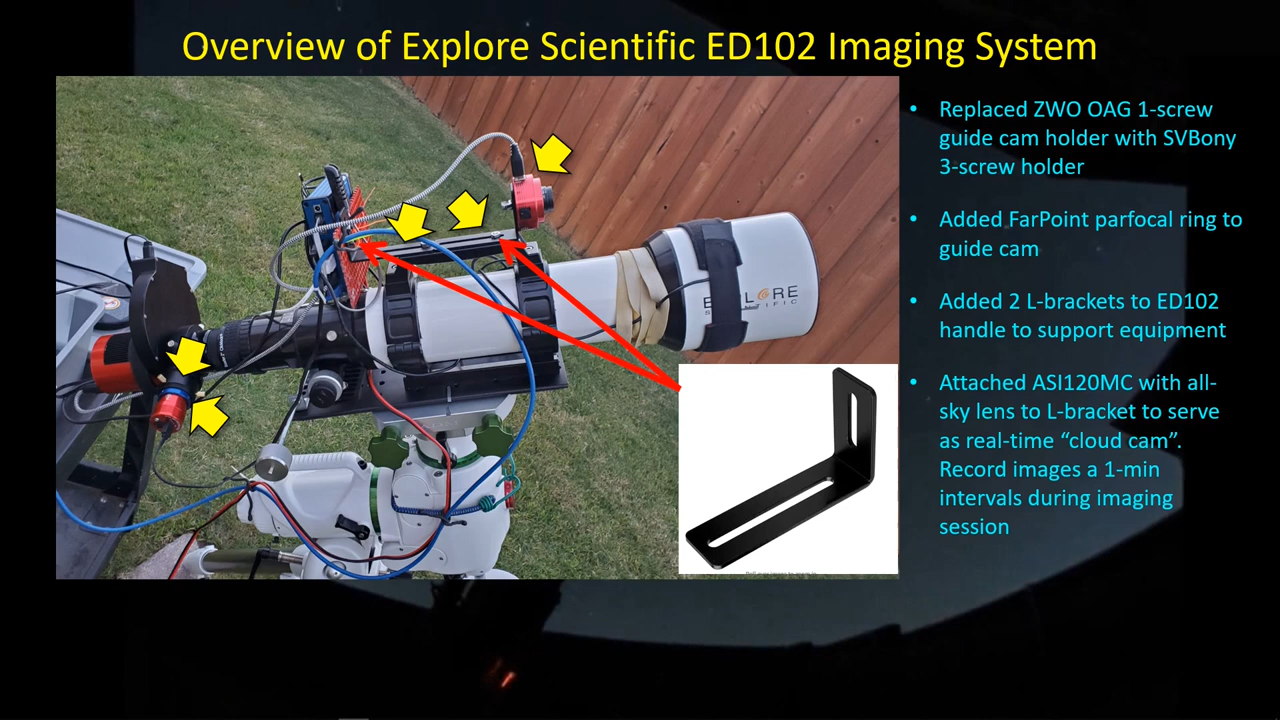 Overview of Explore Scientific ED102 Imaging System
• Replaced ZWO OAG 1-screw
guide cam holder with SVBony
3-screw holder
• Added FarPoint parfocal ring to
guide cam
• Added 2 L-brackets to ED102
handle to support equipment
• Attached ASI120MC with all-
sky lens to L-bracket to serve
as real-time “cloud cam”.
Record images a 1-min
intervals during imaging
session